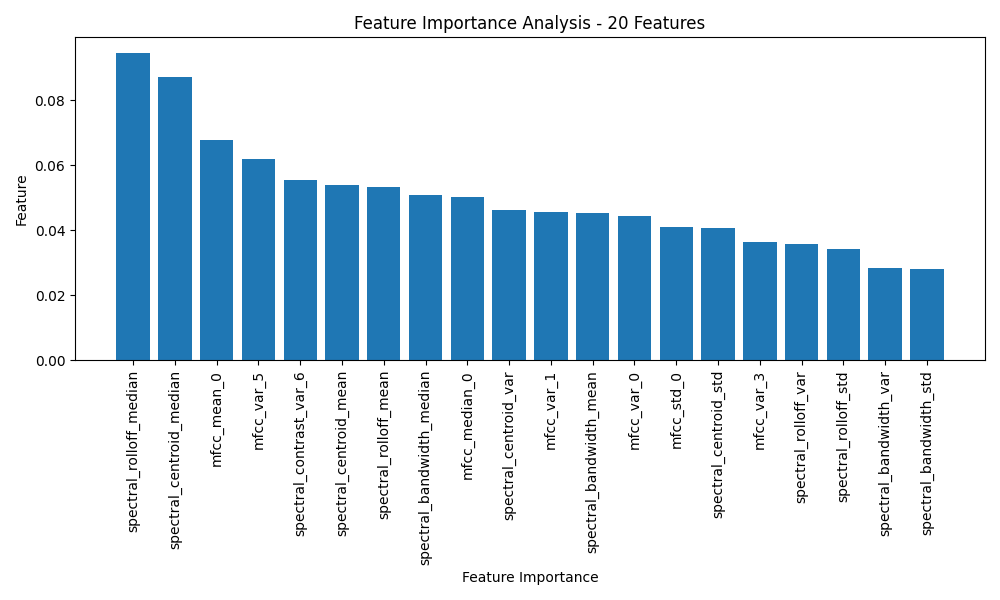 Feature Importance Analysis - 20 Features
Feature
0.08
0.06
0.04
0.02
0.00
spectral_rolloff_median
spectral_centroid_median
mfcc_mean_0
mfcc_var_5
spectral_contrast_var_6
spectral_centroid_mean
spectral_rolloff_mean
spectral_bandwidth_median
mfcc_median_0
spectral_centroid_var
mfcc_var_1
spectral_bandwidth_mean
mfcc_var_0
mfcc_std_0
spectral_centroid_std
mfcc_var_3
spectral_rolloff_var
spectral_rolloff_std
spectral_bandwidth_var
spectral_bandwidth_std
Feature Importance